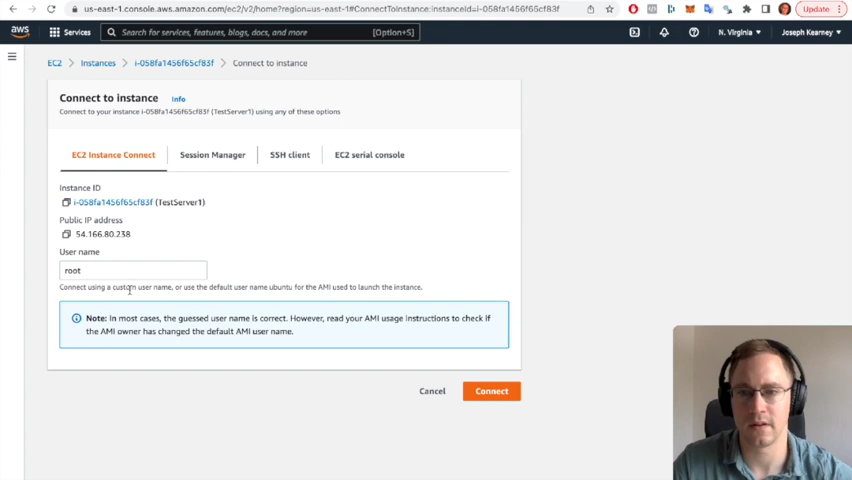 us-east-1.console.aws.amazon.com/ec2/v2/home?region=us-east-1#ConnectToInstance:instanceId=i-058fa1456f65cf83f
Update
aws
Services
Search for services, features, blogs, docs, and more
[Option+S]
N. Virginia
Joseph Kearney
EC2 > Instances > i-058fa1456f65cf83f > Connect to instance
Connect to instance Info
Connect to your instance i-058fa1456f65cf83f (TestServer1) using any of these options
EC2 Instance Connect
Session Manager
SSH client
EC2 serial console
Instance ID
i-058fa1456f65cf83f (TestServer1)
Public IP address
54.166.80.238
User name
root
Connect using a custom user name, or use the default user name ubuntu for the AMI used to launch the instance.
Note: In most cases, the guessed user name is correct. However, read your AMI usage instructions to check if
the AMI owner has changed the default AMI user name.
Cancel
Connect